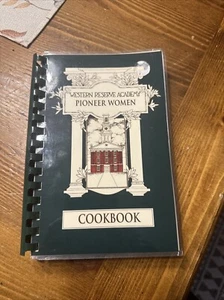 WESTERN RESERVE ACADEMY
PIONEER WOMEN
COOKBOOK